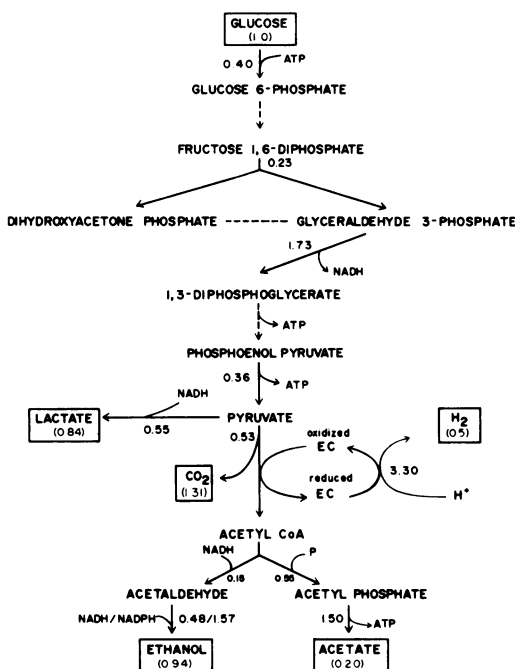 GLUCOSE
(1.0)
0.40
ATP
GLUCOSE 6-PHOSPHATE
FRUCTOSE 1,6-DIPHOSPHATE
0.23
DIHYDROXYACETONE PHOSPHATE
GLYCERALDEHYDE 3-PHOSPHATE
1.73
NADH
1,3-DIPHOSPHOGLYCERATE
ATP
PHOSPHOENOL PYRUVATE
0.36
ATP
NADH
LACTATE
(0.84)
0.55
PYRUVATE
0.53
H2
(0.5)
oxidized
EC
CO2
(1.31)
reduced
EC
3.30
H+
ACETYL CoA
NADH
P
0.15
0.55
ACETALDEHYDE
ACETYL PHOSPHATE
NADH/NADPH
0.48/1.57
1.50
ATP
ETHANOL
(0.94)
ACETATE
(0.20)